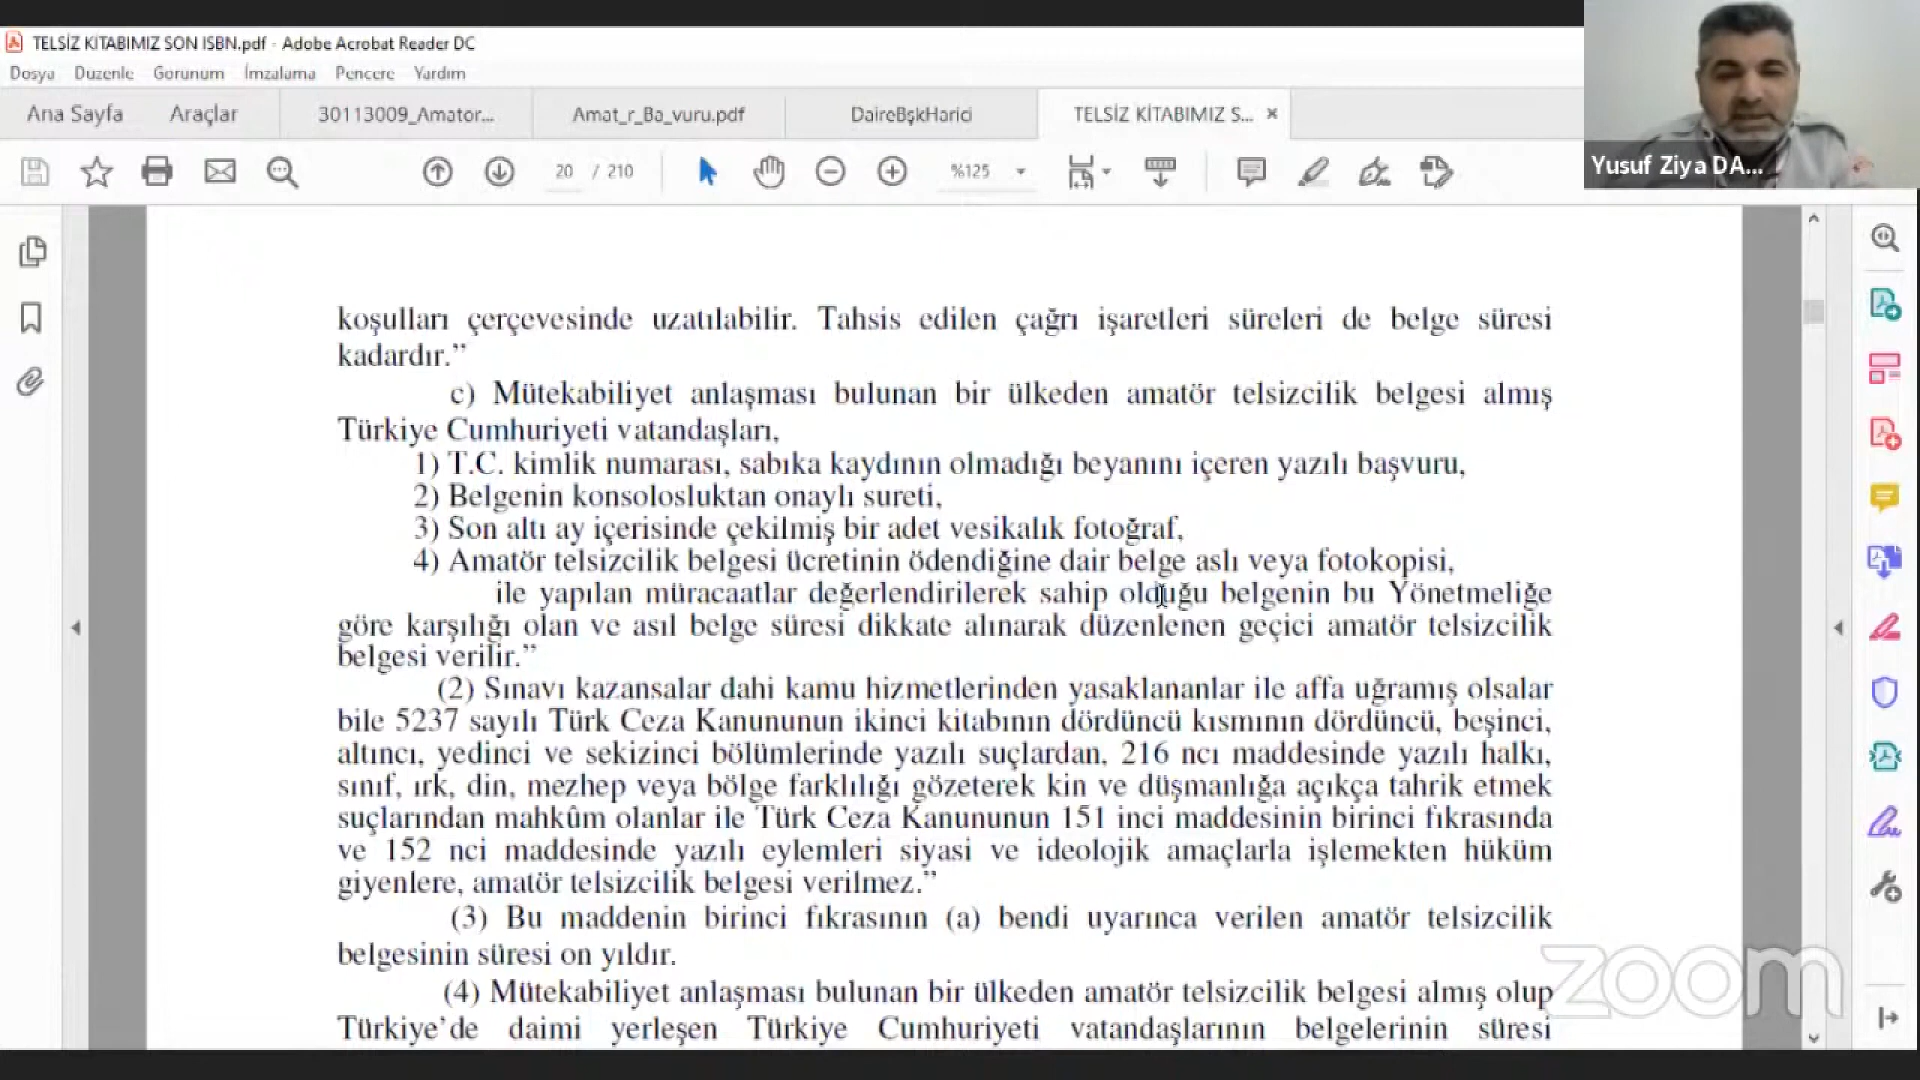 TELSİZ KİTABIMIZ SON ISBN.pdf - Adobe Acrobat Reader DC
Dosya Düzenle Görünüm İmzalama Pencere Yardım
Ana Sayfa Araçlar 30113009_Amator... Amat_r_Ba_vuru.pdf DaireBşkHarici TELSİZ KİTABIMIZ S... ×
20 / 210 %125
Yusuf Ziya DA...
koşulları çerçevesinde uzatılabilir. Tahsis edilen çağrı işaretleri süreleri de belge süresi
kadardır.”
c) Mütekabiliyet anlaşması bulunan bir ülkeden amatör telsizcilik belgesi almış
Türkiye Cumhuriyeti vatandaşları,
1) T.C. kimlik numarası, sabıka kaydının olmadığı beyanını içeren yazılı başvuru,
2) Belgenin konsolosluktan onaylı sureti,
3) Son altı ay içerisinde çekilmiş bir adet vesikalık fotoğraf,
4) Amatör telsizcilik belgesi ücretinin ödendiğine dair belge aslı veya fotokopisi,
ile yapılan müracaatlar değerlendirilerek sahip olduğu belgenin bu Yönetmeliğe
göre karşılığı olan ve asıl belge süresi dikkate alınarak düzenlenen geçici amatör telsizcilik
belgesi verilir.”
(2) Sınavı kazansalar dahi kamu hizmetlerinden yasaklananlar ile affa uğramış olsalar
bile 5237 sayılı Türk Ceza Kanununun ikinci kitabının dördüncü kısmının dördüncü, beşinci,
altıncı, yedinci ve sekizinci bölümlerinde yazılı suçlardan, 216 ncı maddesinde yazılı halkı,
sınıf, ırk, din, mezhep veya bölge farklılığı gözeterek kin ve düşmanlığa açıkça tahrik etmek
suçlarından mahkûm olanlar ile Türk Ceza Kanununun 151 inci maddesinin birinci fıkrasında
ve 152 nci maddesinde yazılı eylemleri siyasi ve ideolojik amaçlarla işlemekten hüküm
giyenlere, amatör telsizcilik belgesi verilmez.”
(3) Bu maddenin birinci fıkrasının (a) bendi uyarınca verilen amatör telsizcilik
belgesinin süresi on yıldır.
(4) Mütekabiliyet anlaşması bulunan bir ülkeden amatör telsizcilik belgesi almış olup
Türkiye’de daimi yerleşen Türkiye Cumhuriyeti vatandaşlarının belgelerinin süresi
zoom